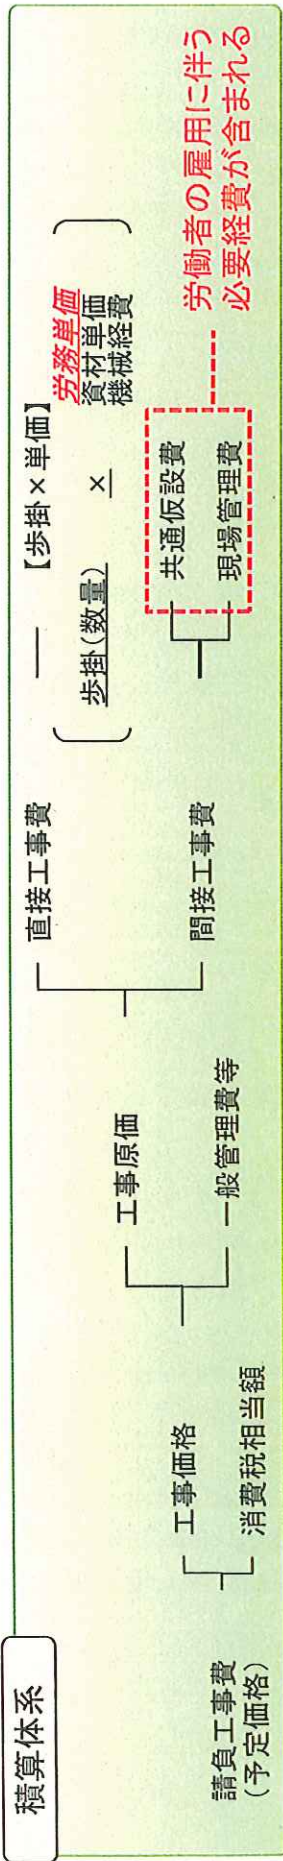 積算体系
請負工事費
(予定価格)
工事価格
消費税相当額
工事原価
一般管理費等
直接工事費
間接工事費
【歩掛×単価】
歩掛(数量) × 労務単価
資材単価
機械経費
共通仮設費
現場管理費
労働者の雇用に伴う
必要経費が含まれる